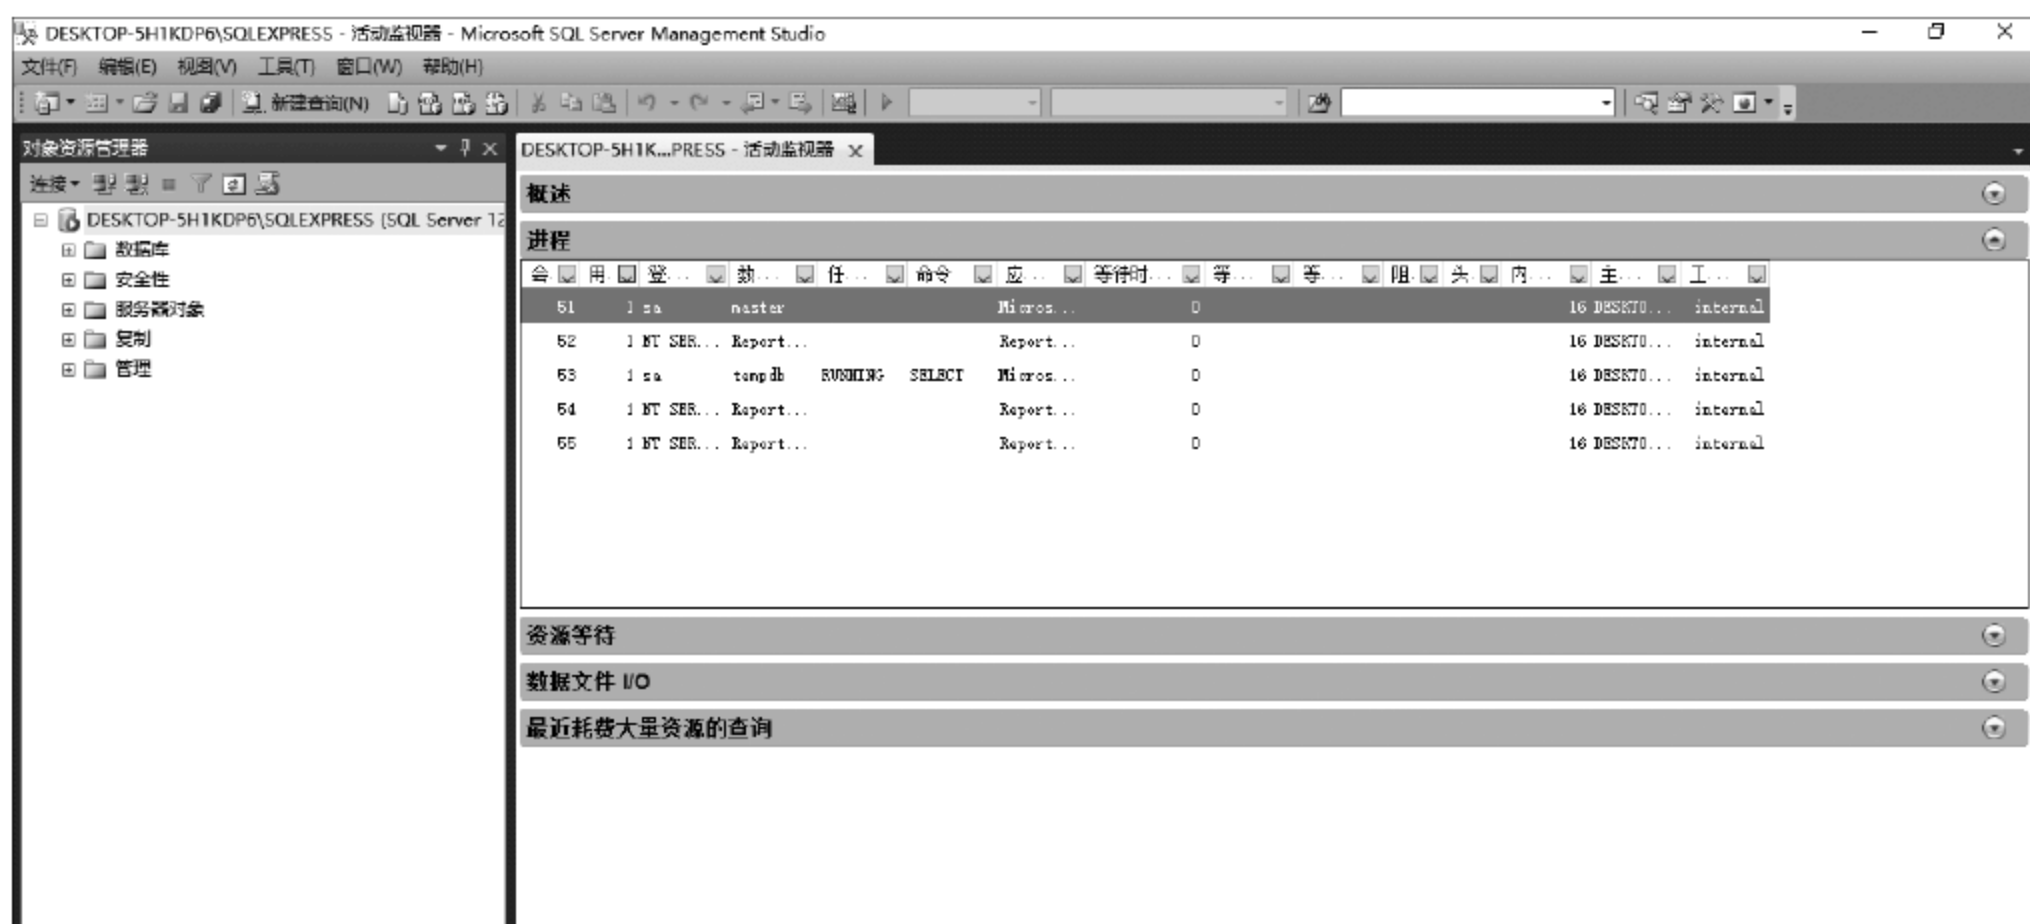 DESKTOP-5H1KDP6\SQLEXPRESS - 活动监视器 - Microsoft SQL Server Management Studio
文件(F) 编辑(E) 视图(V) 工具(T) 窗口(W) 帮助(H)
新建查询(N)
对象资源管理器
连接
DESKTOP-5H1KDP6\SQLEXPRESS (SQL Server 12
数据库
安全性
服务器对象
复制
管理
DESKTOP-5H1K...PRESS - 活动监视器
概述
进程
会. 用. 登... 数... 任... 命令 应... 等待时... 等... 等... 阻. 头. 内... 主... 工...
51 1 sa master Micros... 0 16 DESKTO... internal
52 1 NT SER... Report... Report... 0 16 DESKTO... internal
53 1 sa tempdb RUNNING SELECT Micros... 0 16 DESKTO... internal
54 1 NT SER... Report... Report... 0 16 DESKTO... internal
55 1 NT SER... Report... Report... 0 16 DESKTO... internal
资源等待
数据文件 I/O
最近耗费大量资源的查询